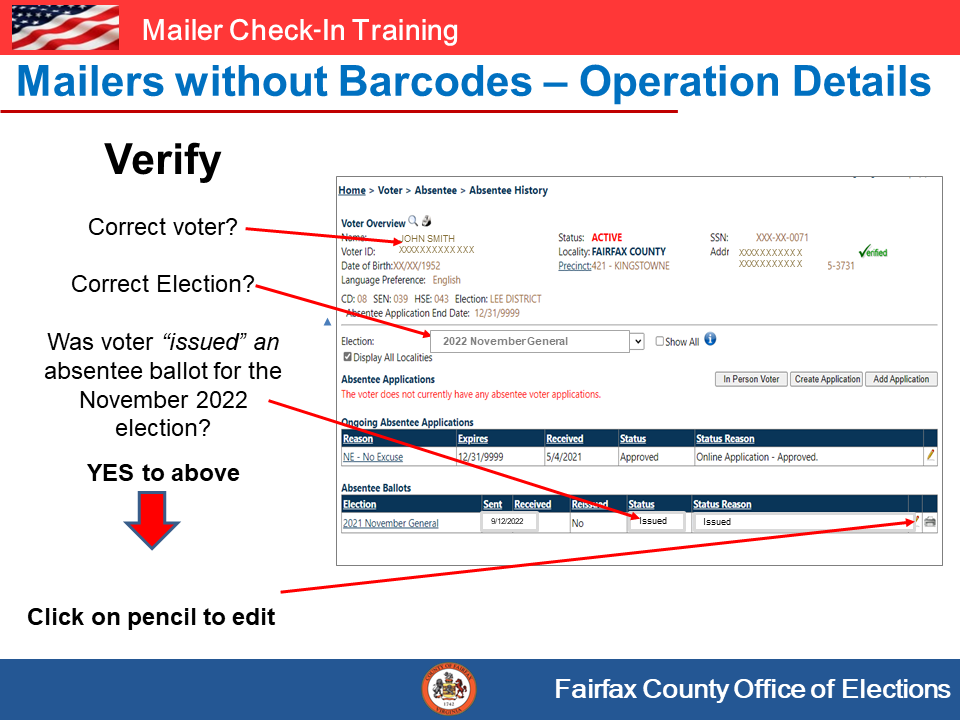 Mailer Check-In Training
Mailers without Barcodes – Operation Details
Verify
Correct voter?
Correct Election?
Was voter “issued” an
absentee ballot for the
November 2022
election?
YES to above
Click on pencil to edit
Home > Voter > Absentee > Absentee History
Voter Overview
Name: JOHN SMITH
Status: ACTIVE
SSN: XXX-XX-0071
Voter ID: XXXXXXXXXXXXX
Locality: FAIRFAX COUNTY
Addr XXXXXXXXXXX
Verified
Date of Birth: XX/XX/1952
Precinct: 421 - KINGSTOWNE
XXXXXXXXXXX 5-3731
Language Preference: English
CD: 08 SEN: 039 HSE: 043 Election: LEE DISTRICT
Absentee Application End Date: 12/31/9999
Election: 2022 November General
Show All
Display All Localities
Absentee Applications
In Person Voter Create Application Add Application
The voter does not currently have any absentee voter applications.
Ongoing Absentee Applications
Reason Expires Received Status Status Reason
NE - No Excuse 12/31/9999 5/4/2021 Approved Online Application - Approved.
Absentee Ballots
Election Sent Received Reissued Status Status Reason
2021 November General 9/12/2022 No Issued Issued
Fairfax County Office of Elections